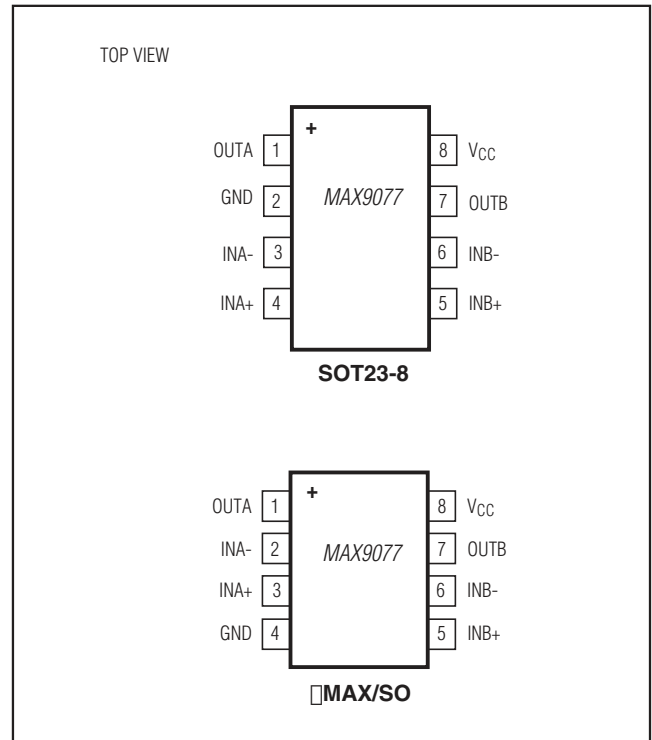 TOP VIEW
+
OUTA 1 8 VCC
GND 2 MAX9077 7 OUTB
INA- 3 6 INB-
INA+ 4 5 INB+
SOT23-8
+
OUTA 1 8 VCC
INA- 2 MAX9077 7 OUTB
INA+ 3 6 INB-
GND 4 5 INB+
▯MAX/SO